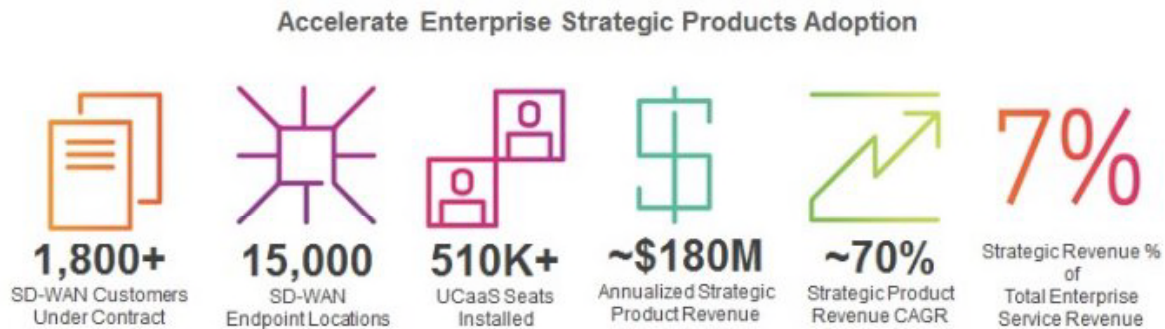 Accelerate Enterprise Strategic Products Adoption
1,800+
SD-WAN Customers
Under Contract
15,000
SD-WAN
Endpoint Locations
510K+
UCaaS Seats
Installed
~$180M
Annualized Strategic
Product Revenue
~70%
Strategic Product
Revenue CAGR
7%
Strategic Revenue %
of
Total Enterprise
Service Revenue